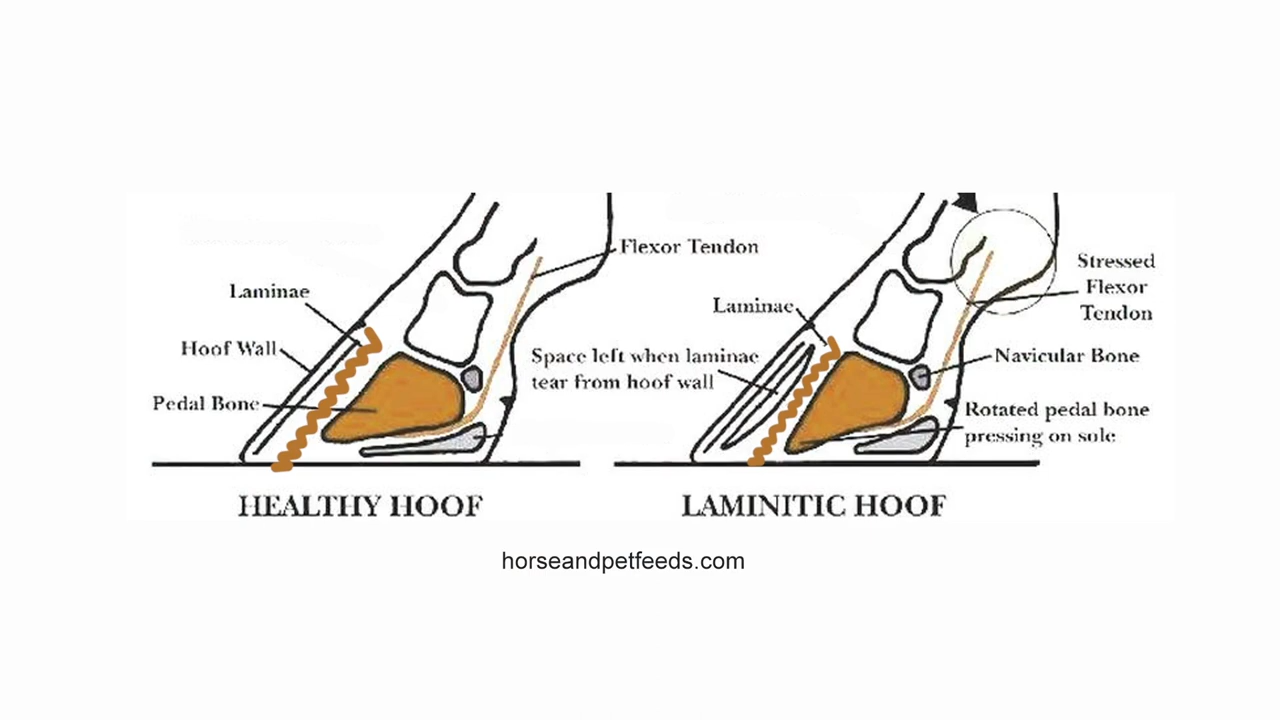 Flexor Tendon
Laminae
Hoof Wall
Pedal Bone
HEALTHY HOOF
Stressed
Flexor
Tendon
Laminae
Space left when laminae
tear from hoof wall
Navicular Bone
Rotated pedal bone
pressing on sole
LAMINITIC HOOF
horseandpetfeeds.com